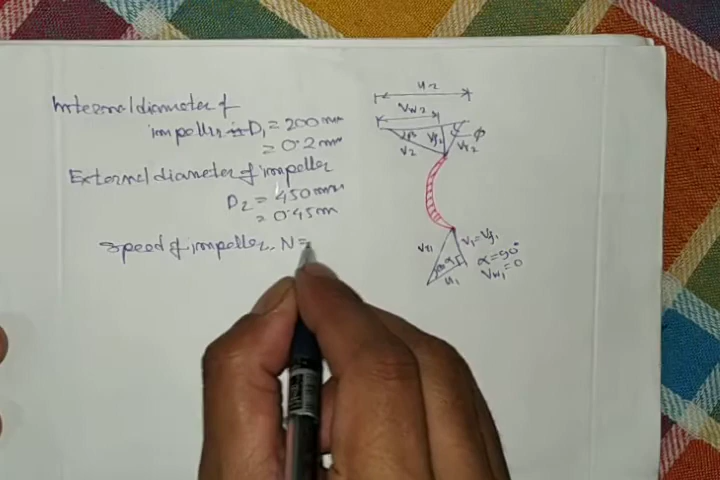 Internal diameter of
impeller D₁ = 200 mm
= 0.2 m
External diameter of impeller
D₂ = 450 mm
= 0.45 m
Speed of impeller. N =
u₂
Vw₂
β Vf₂ φ
V₂ Vr₂
Vr₁ V₁ = Vf₁
θ α
u₁
α = 90°
Vw₁ = 0